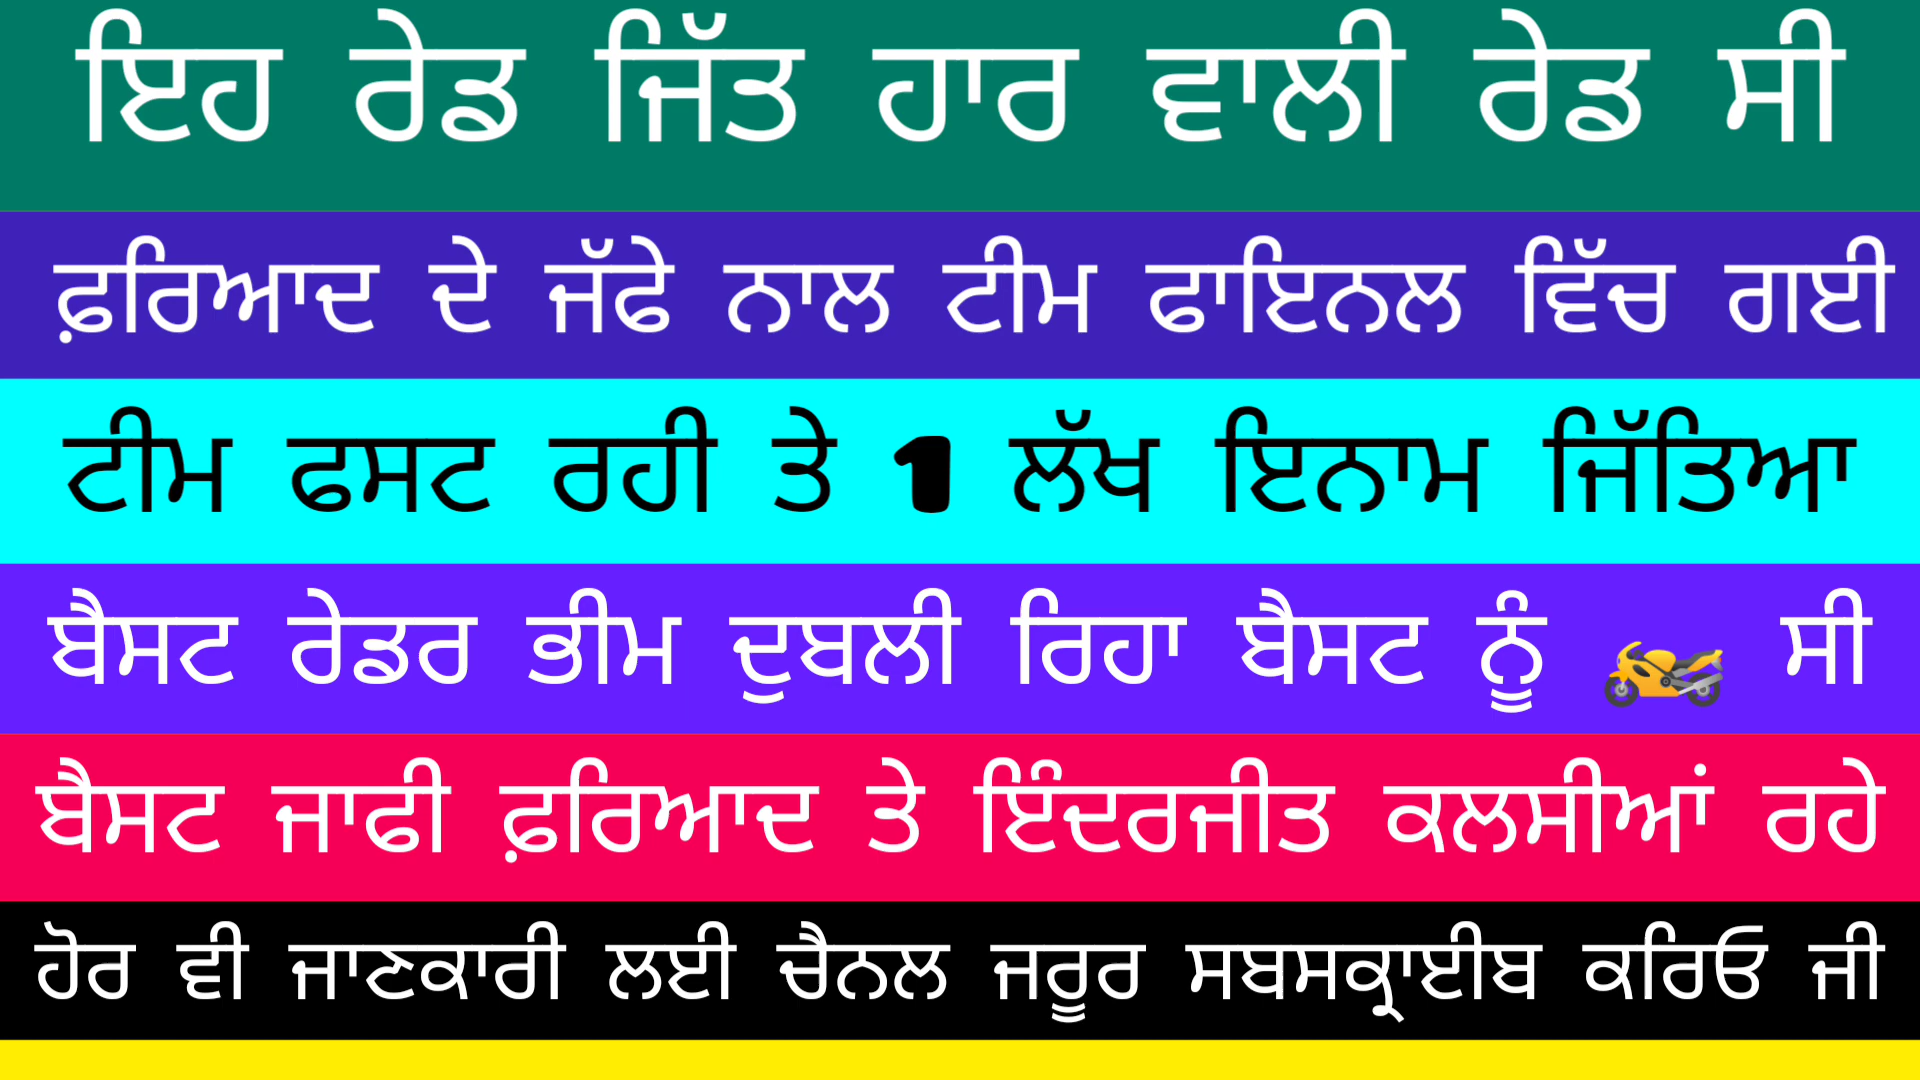 ਇਹ ਰੇਡ ਜਿੱਤ ਹਾਰ ਵਾਲੀ ਰੇਡ ਸੀ
ਫ਼ਰਿਆਦ ਦੇ ਜੱਫੇ ਨਾਲ ਟੀਮ ਫਾਇਨਲ ਵਿੱਚ ਗਈ
ਟੀਮ ਫਸਟ ਰਹੀ ਤੇ 1 ਲੱਖ ਇਨਾਮ ਜਿੱਤਿਆ
ਬੈਸਟ ਰੇਡਰ ਭੀਮ ਦੁਬਲੀ ਰਿਹਾ ਬੈਸਟ ਨੂੰ 🏍️ ਸੀ
ਬੈਸਟ ਜਾਫੀ ਫ਼ਰਿਆਦ ਤੇ ਇੰਦਰਜੀਤ ਕਲਸੀਆਂ ਰਹੇ
ਹੋਰ ਵੀ ਜਾਣਕਾਰੀ ਲਈ ਚੈਨਲ ਜਰੂਰ ਸਬਸਕ੍ਰਾਈਬ ਕਰਿਓ ਜੀ